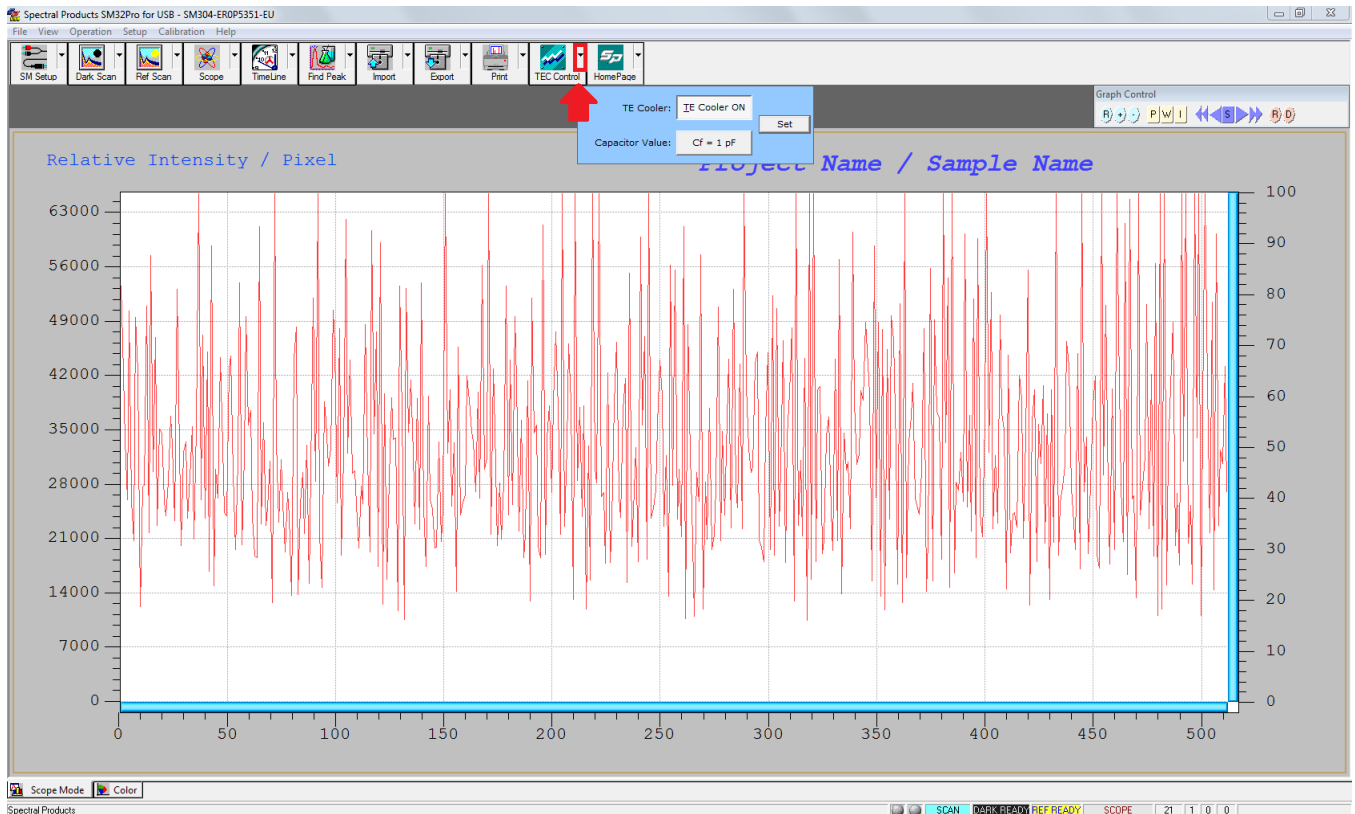 Spectral Products SM32Pro for USB - SM304-ER0P5351-EU
File View Operation Setup Calibration Help
SM Setup Dark Scan Ref Scan Scope TimeLine Find Peak Import Export Print TEC Control HomePage
Graph Control
TE Cooler: TE Cooler ON
Set
Capacitor Value: Cf = 1 pF
R) +) -) P W I S R) D)
Relative Intensity / Pixel
Project Name / Sample Name
63000
56000
49000
42000
35000
28000
21000
14000
7000
0
100
90
80
70
60
50
40
30
20
10
0
0 50 100 150 200 250 300 350 400 450 500
Scope Mode Color
Spectral Products SCAN DARK READY REF READY SCOPE 21 1 0 0